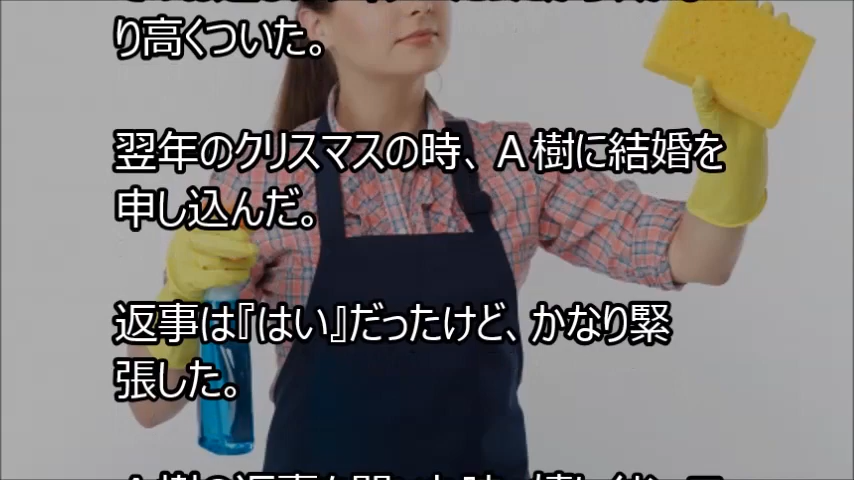 り高くついた。
翌年のクリスマスの時、Ａ樹に結婚を
申し込んだ。
返事は『はい』だったけど、かなり緊
張した。